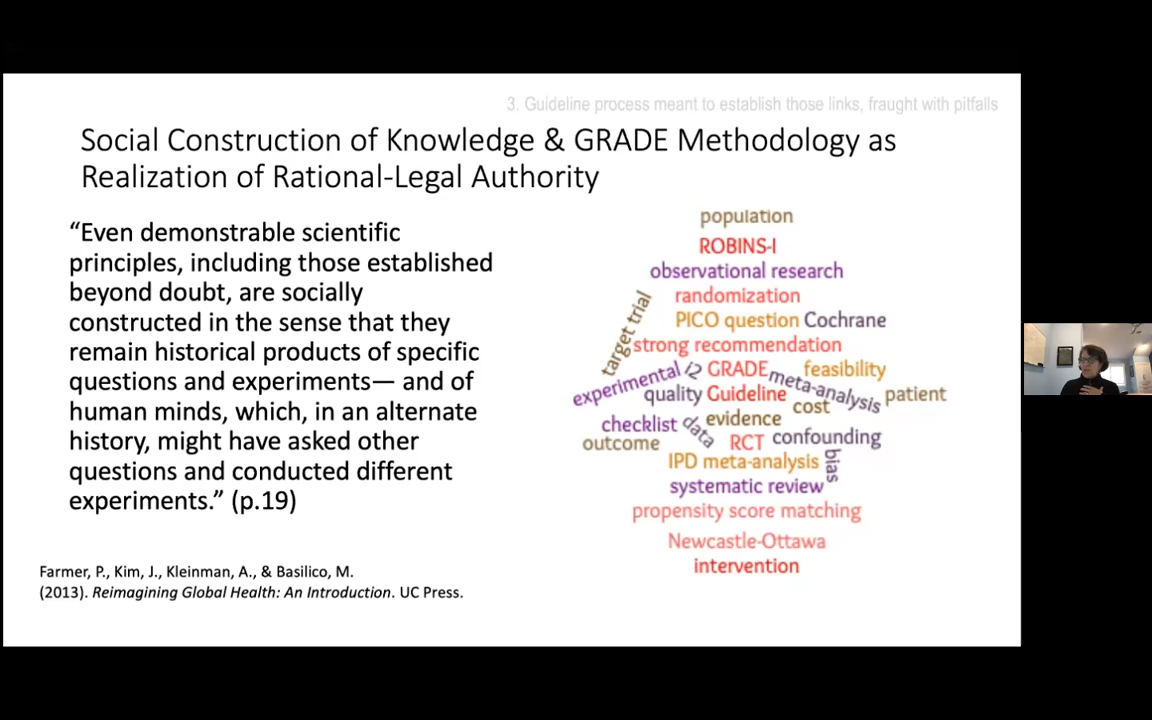 3. Guideline process meant to establish those links, fraught with pitfalls
Social Construction of Knowledge & GRADE Methodology as
Realization of Rational-Legal Authority
“Even demonstrable scientific
principles, including those established
beyond doubt, are socially
constructed in the sense that they
remain historical products of specific
questions and experiments— and of
human minds, which, in an alternate
history, might have asked other
questions and conducted different
experiments.” (p.19)
Farmer, P., Kim, J., Kleinman, A., & Basilico, M.
(2013). Reimagining Global Health: An Introduction. UC Press.
population
ROBINS-I
observational research
randomization
target trial
PICO question Cochrane
strong recommendation
experimental i2 GRADE feasibility
quality Guideline meta-analysis patient
cost
checklist data evidence
outcome RCT confounding
IPD meta-analysis bias
systematic review
propensity score matching
Newcastle-Ottawa
intervention